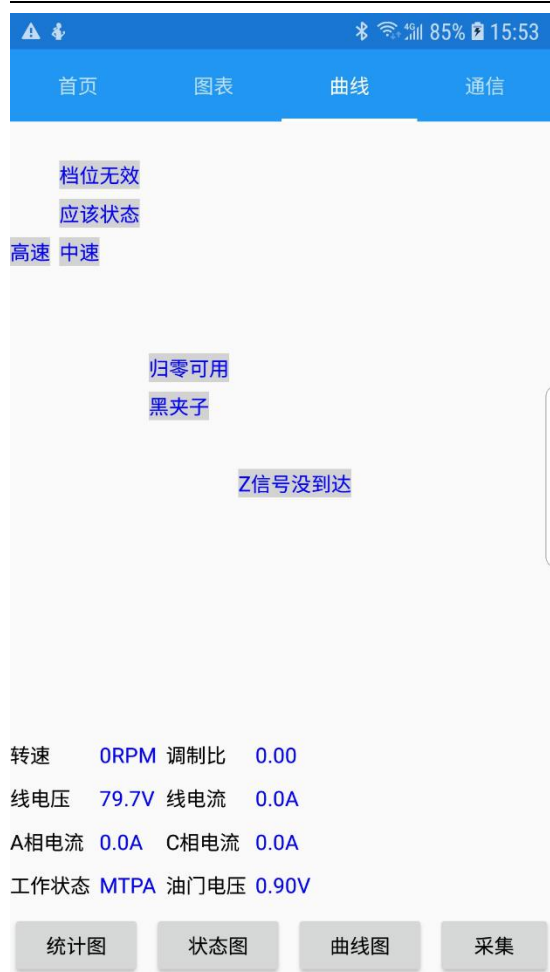 85% 15:53
首页 图表 曲线 通信
档位无效
应该状态
高速 中速
归零可用
黑夹子
Z信号没到达
转速 0RPM 调制比 0.00
线电压 79.7V 线电流 0.0A
A相电流 0.0A C相电流 0.0A
工作状态 MTPA 油门电压 0.90V
统计图 状态图 曲线图 采集